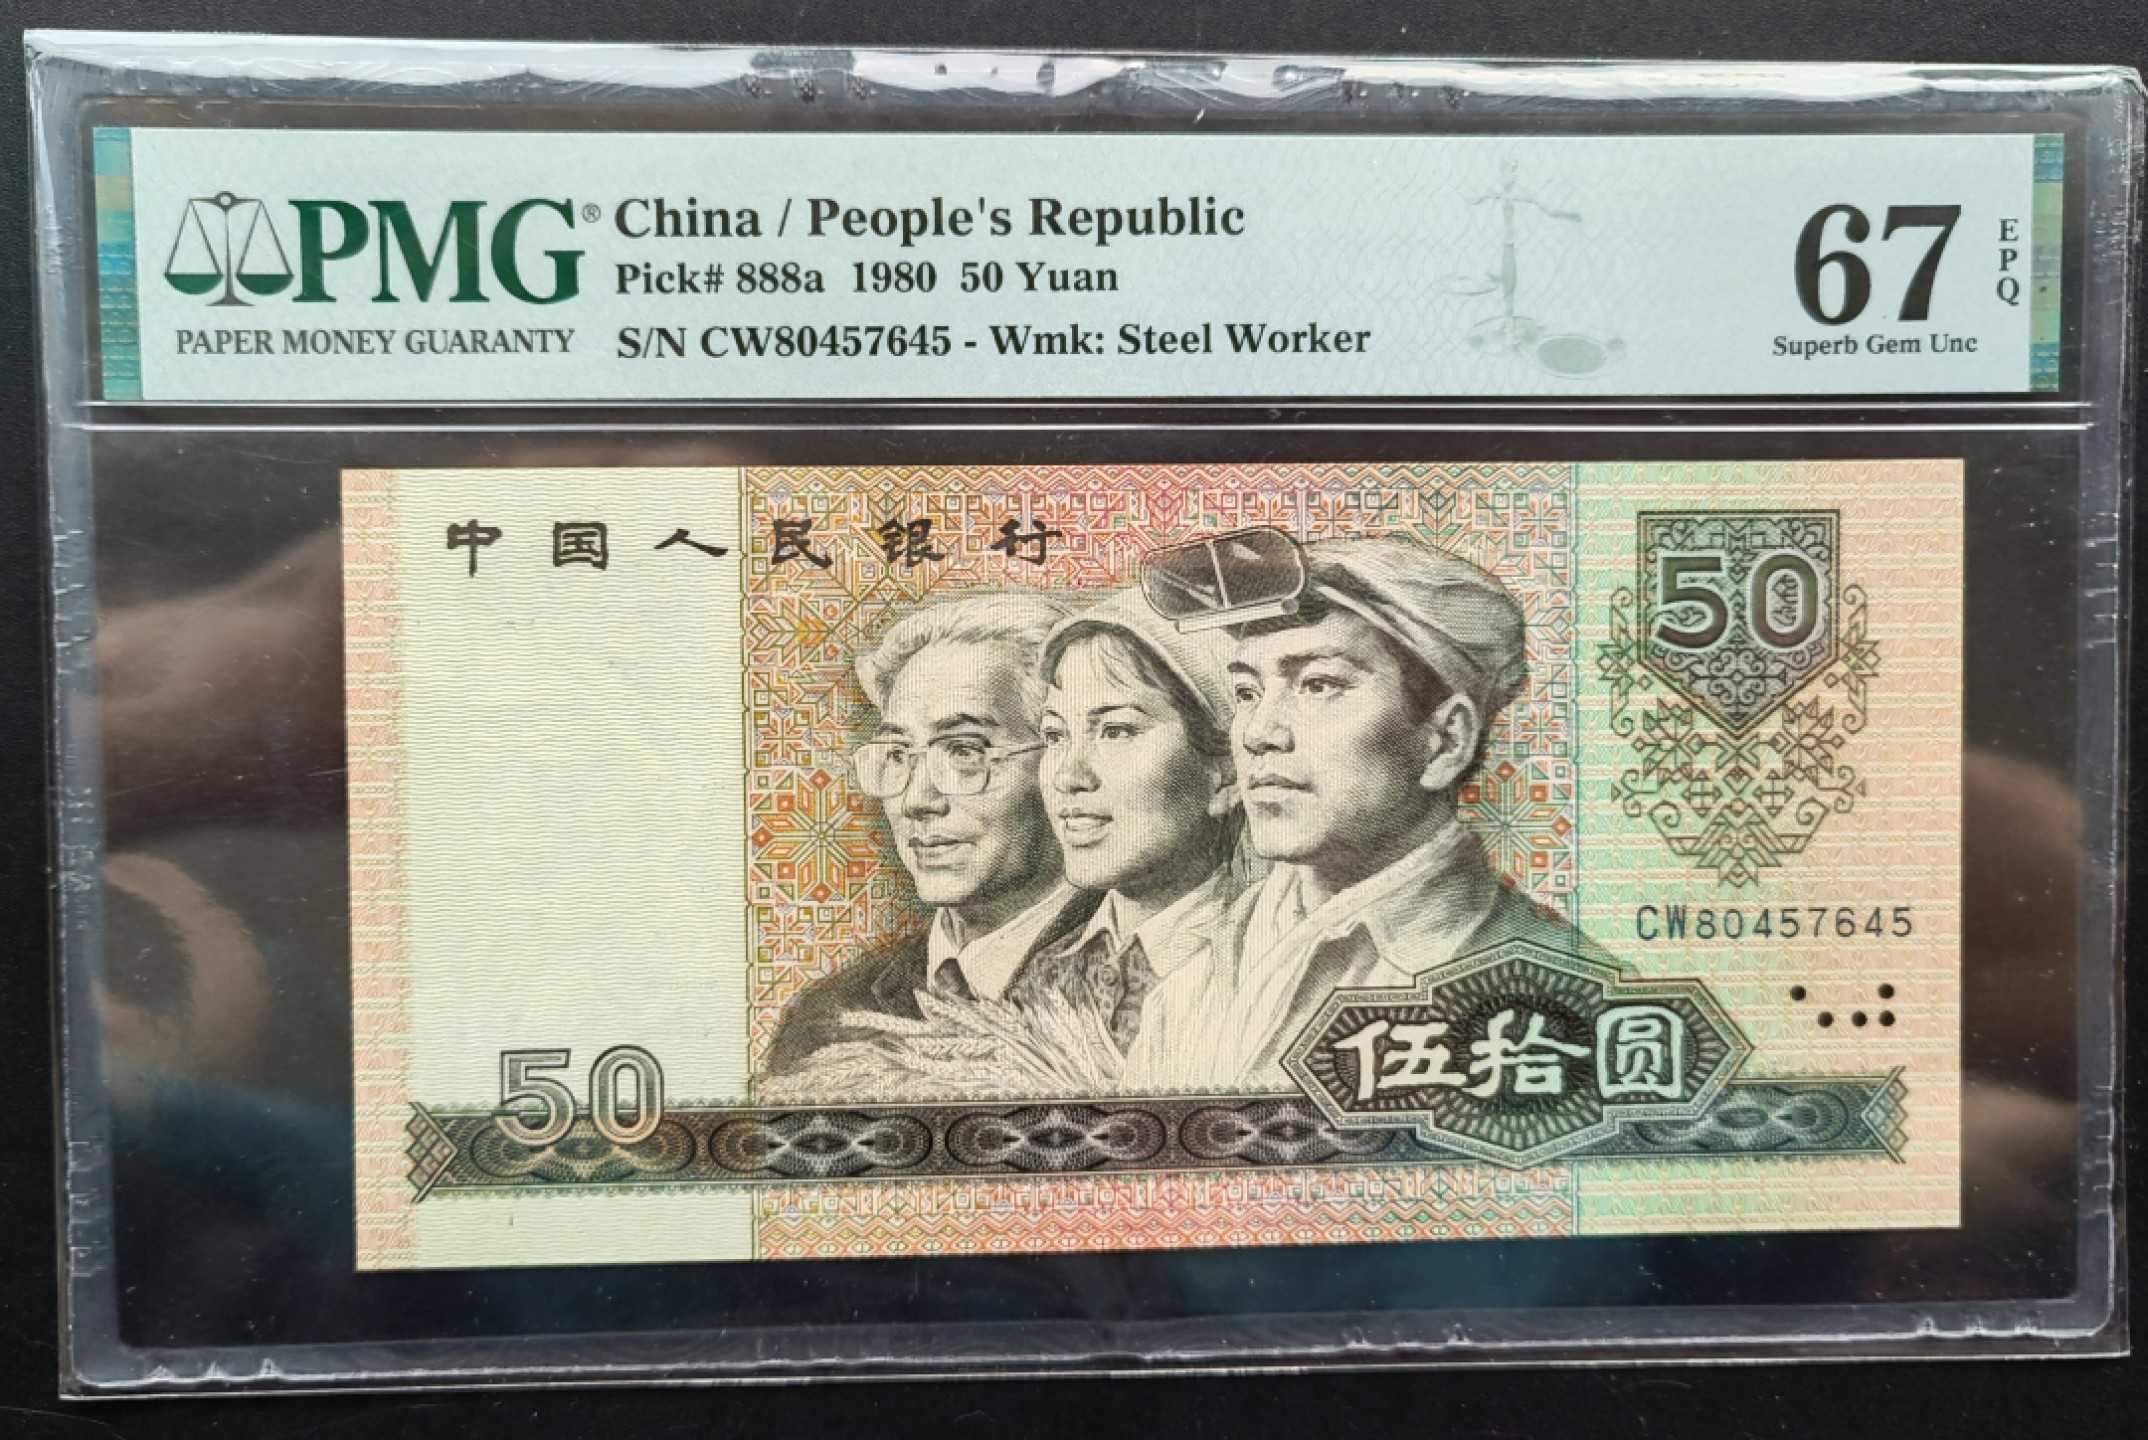 PMG®
PAPER MONEY GUARANTY
China / People's Republic
Pick# 888a 1980 50 Yuan
S/N CW80457645 - Wmk: Steel Worker
67
EPQ
Superb Gem Unc
中国人民银行
50
CW80457645
50
伍拾圆